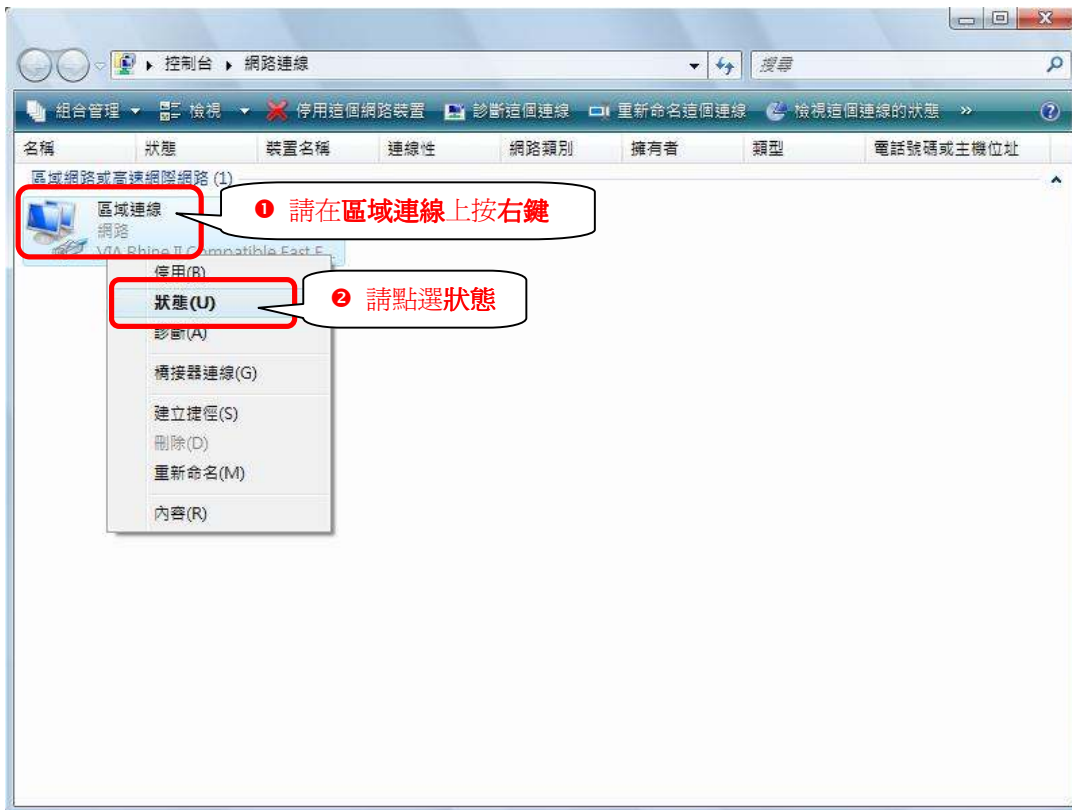 控制台 ▸ 網路連線
搜尋
組合管理 檢視 停用這個網路裝置 診斷這個連線 重新命名這個連線 檢視這個連線的狀態 »
名稱 狀態 裝置名稱 連線性 網路類別 擁有者 類型 電話號碼或主機位址
區域網路或高速網際網路 (1)
區域連線
網路
VIA Rhine II Compatible Fast E...
❶ 請在區域連線上按右鍵
停用(B)
狀態(U)
❷ 請點選狀態
診斷(A)
橋接器連線(G)
建立捷徑(S)
刪除(D)
重新命名(M)
內容(R)